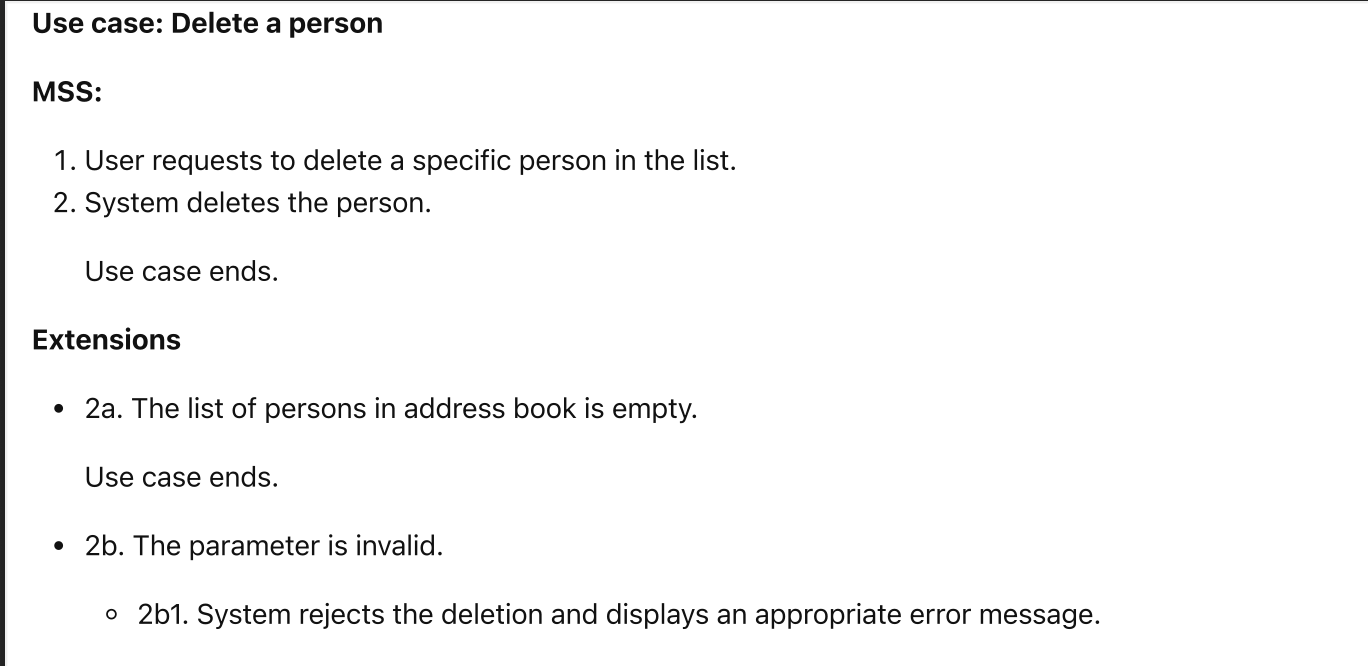 Use case: Delete a person
MSS:
1. User requests to delete a specific person in the list.
2. System deletes the person.
Use case ends.
Extensions
• 2a. The list of persons in address book is empty.
Use case ends.
• 2b. The parameter is invalid.
◦ 2b1. System rejects the deletion and displays an appropriate error message.